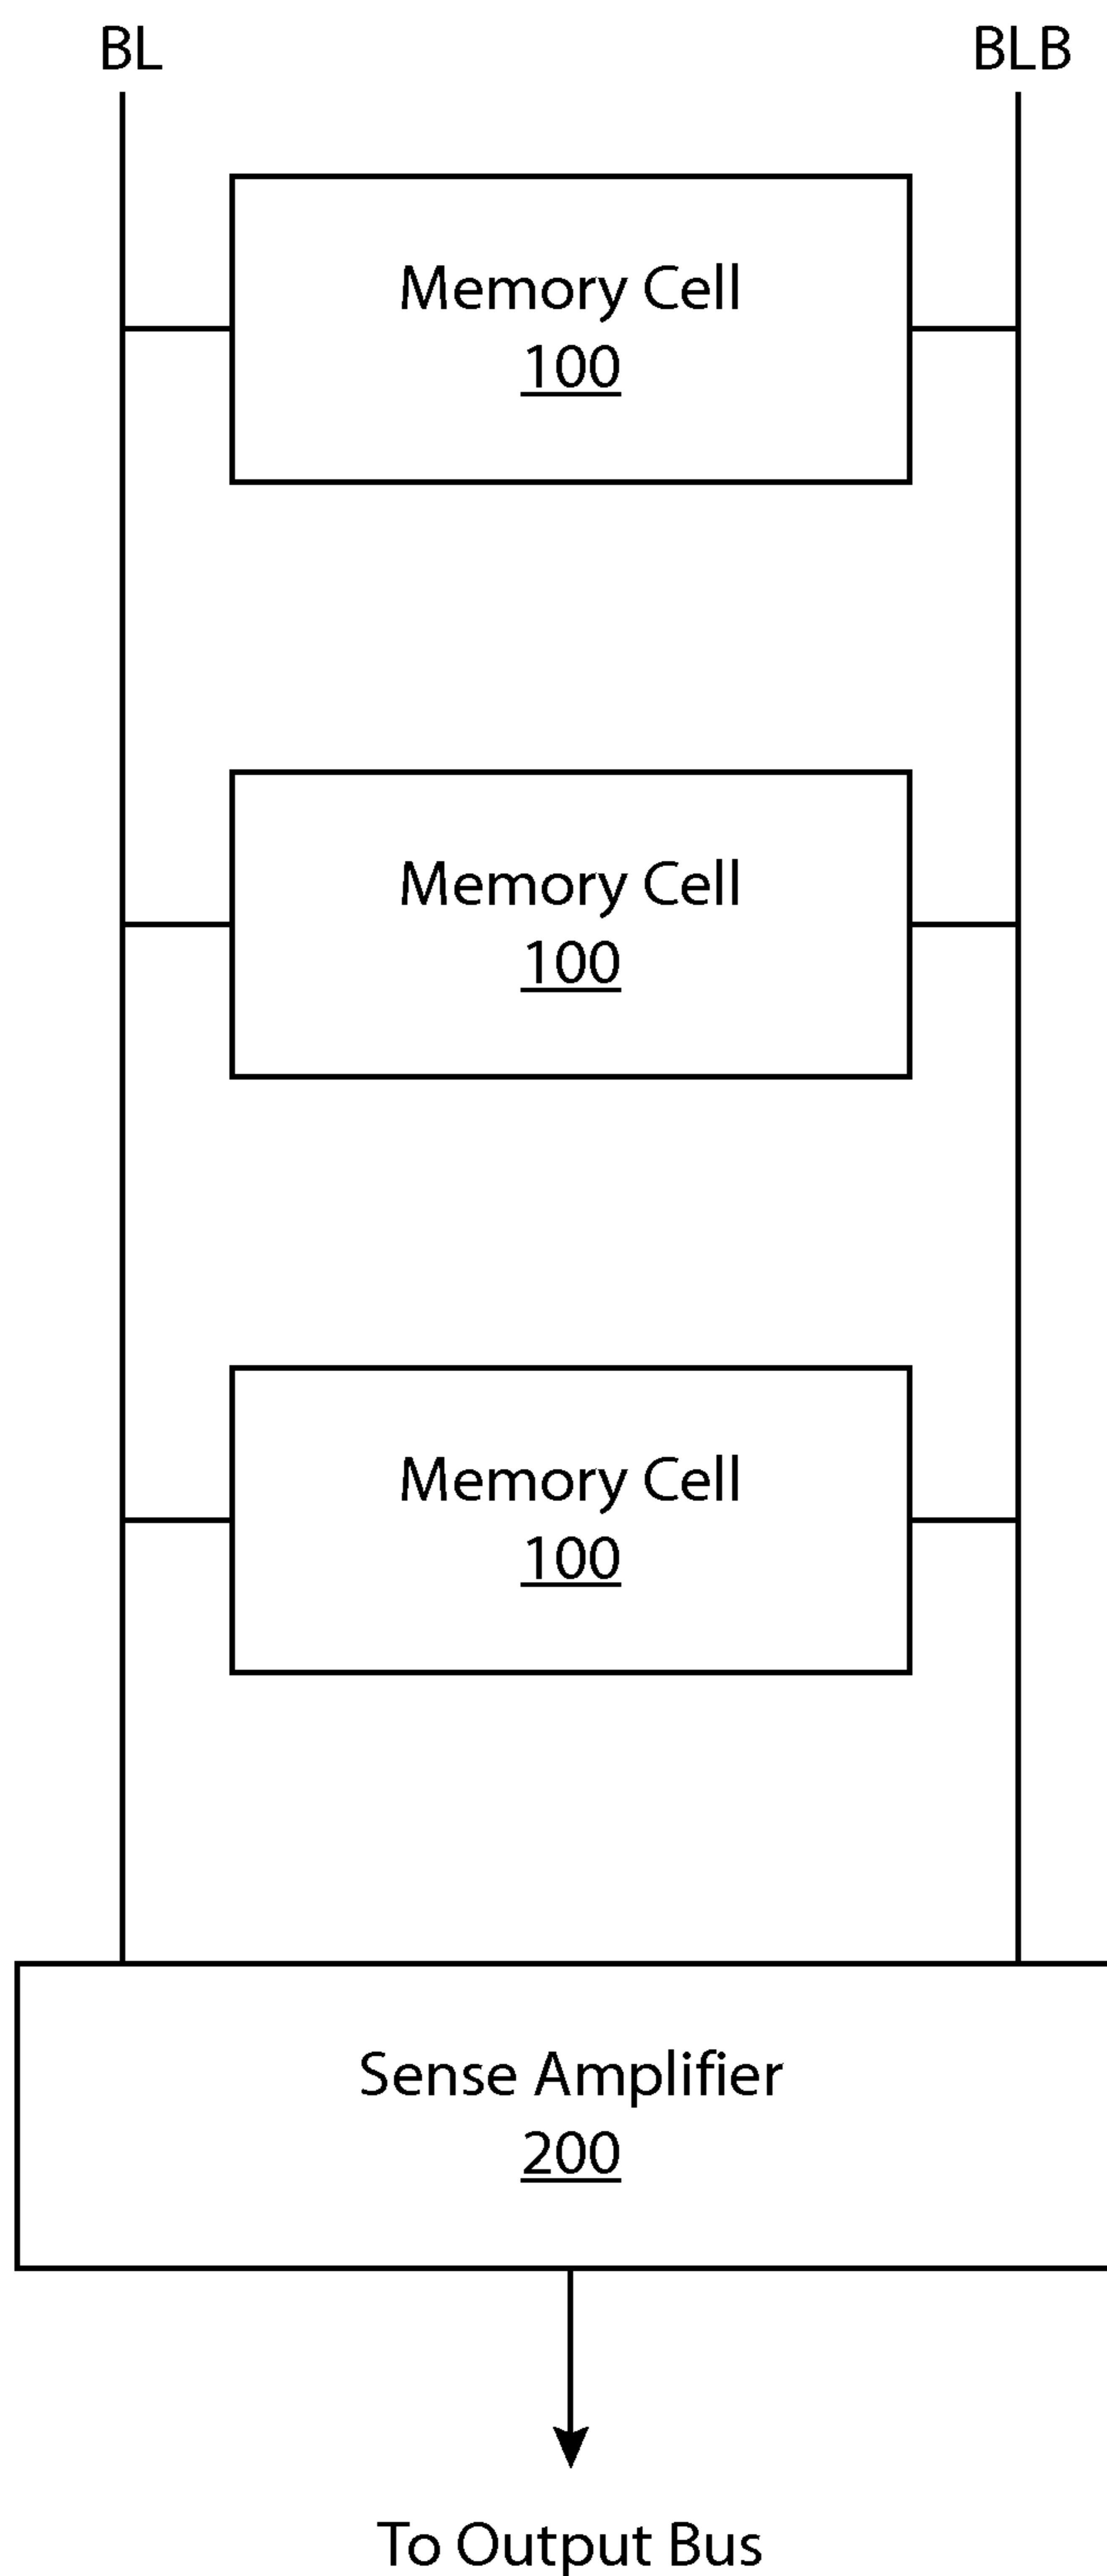 BL
BLB
Memory Cell
100
Memory Cell
100
Memory Cell
100
Sense Amplifier
200
To Output Bus